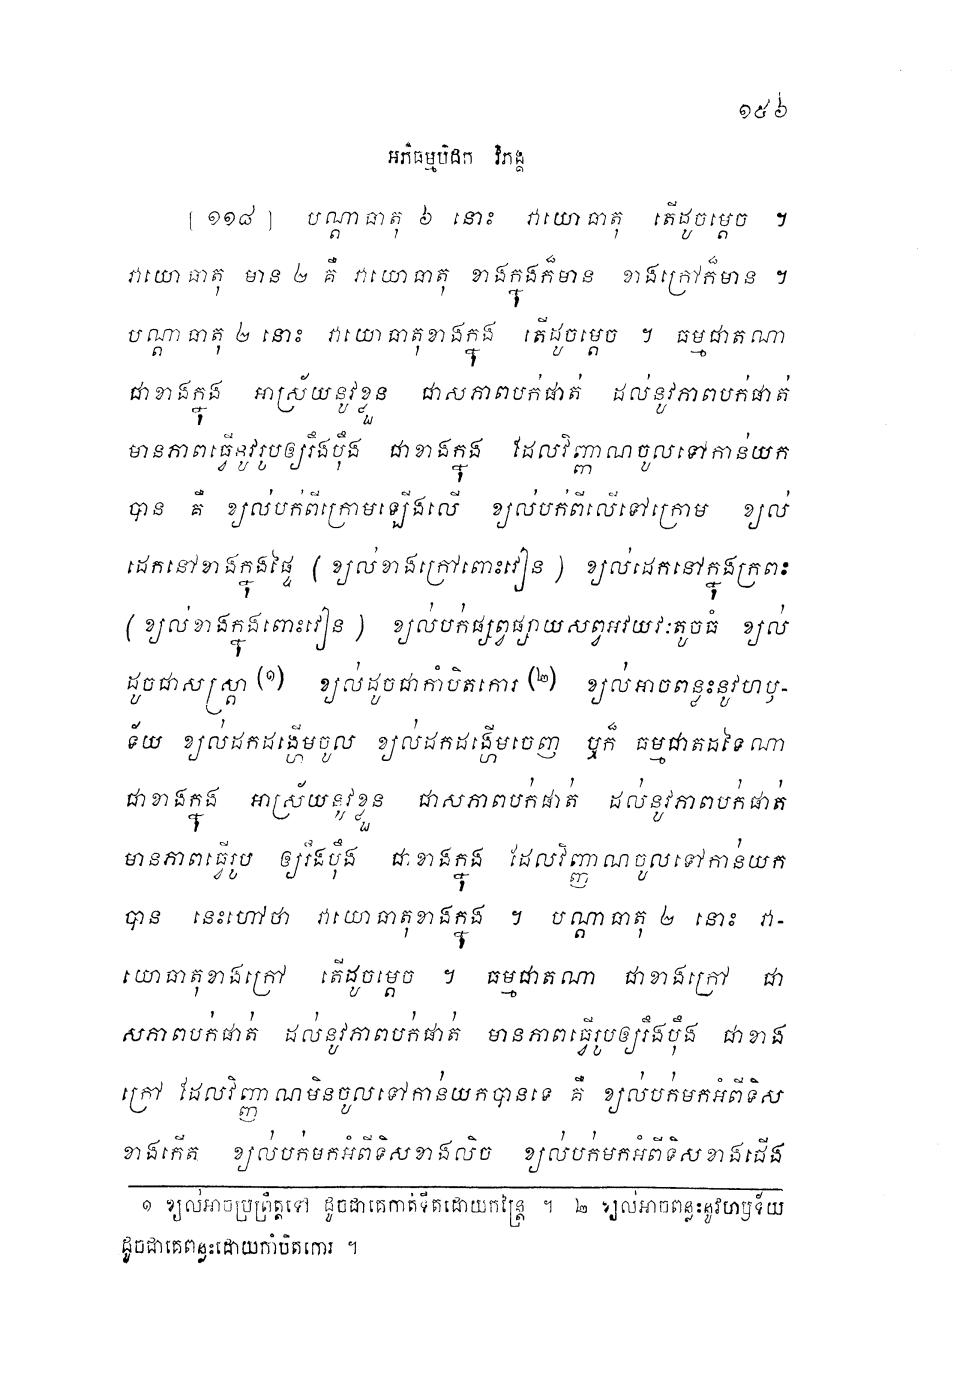 ១៥៦
អភិធម្មបិដក វិភង្គ
[១១៨] បណ្ដាធាតុ ៦ នោះ វាយោធាតុ តើដូចម្ដេច ។
វាយោធាតុ មាន ២ គឺ វាយោធាតុ ខាងក្នុងក៏មាន ខាងក្រៅក៏មាន ។
បណ្ដាធាតុ ២ នោះ វាយោធាតុខាងក្នុង តើដូចម្ដេច ។ ធម្មជាតណា
ជាខាងក្នុង អាស្រ័យនូវខ្លួន ជាសភាពបក់ផាត់ ដល់នូវភាពបក់ផាត់
មានភាពធ្វើនូវរូបឲ្យរឹងប៉ឹង ជាខាងក្នុង ដែលវិញ្ញាណចូលទៅកាន់យក
បាន គឺ ខ្យល់បក់ពីក្រោមឡើងលើ ខ្យល់បក់ពីលើទៅក្រោម ខ្យល់
ដេកនៅខាងក្នុងផ្ទៃ (ខ្យល់ខាងក្រៅពោះវៀន) ខ្យល់ដេកនៅក្នុងក្រពះ
(ខ្យល់ខាងក្នុងពោះវៀន) ខ្យល់បក់ផ្សព្វផ្សាយសព្វអវយវៈតូចធំ ខ្យល់
ដូចជាសស្ត្រា (១) ខ្យល់ដូចជាកាំបិតកោរ (២) ខ្យល់អាចពន្លះនូវហឫ-
ទ័យ ខ្យល់ដកដង្ហើមចូល ខ្យល់ដកដង្ហើមចេញ ឬក៏ ធម្មជាតដទៃណា
ជាខាងក្នុង អាស្រ័យនូវខ្លួន ជាសភាពបក់ផាត់ ដល់នូវភាពបក់ផាត់
មានភាពធ្វើរូប ឲ្យរឹងប៉ឹង ជាខាងក្នុង ដែលវិញ្ញាណចូលទៅកាន់យក
បាន នេះហៅថា វាយោធាតុខាងក្នុង ។ បណ្ដាធាតុ ២ នោះ វា-
យោធាតុខាងក្រៅ តើដូចម្ដេច ។ ធម្មជាតណា ជាខាងក្រៅ ជា
សភាពបក់ផាត់ ដល់នូវភាពបក់ផាត់ មានភាពធ្វើរូបឲ្យរឹងប៉ឹង ជាខាង
ក្រៅ ដែលវិញ្ញាណមិនចូលទៅកាន់យកបានទេ គឺ ខ្យល់បក់មកអំពីទិស
ខាងកើត ខ្យល់បក់មកអំពីទិសខាងលិច ខ្យល់បក់មកអំពីទិសខាងជើង
១ ខ្យល់អាចប្រព្រឹត្តទៅ ដូចជាគេកាត់ទឹតដោយកន្ត្រៃ ។ ២ ខ្យល់អាចពន្លះនូវហឫទ័យ
ដូចជាគេពន្លះដោយកាំបិតកោរ ។